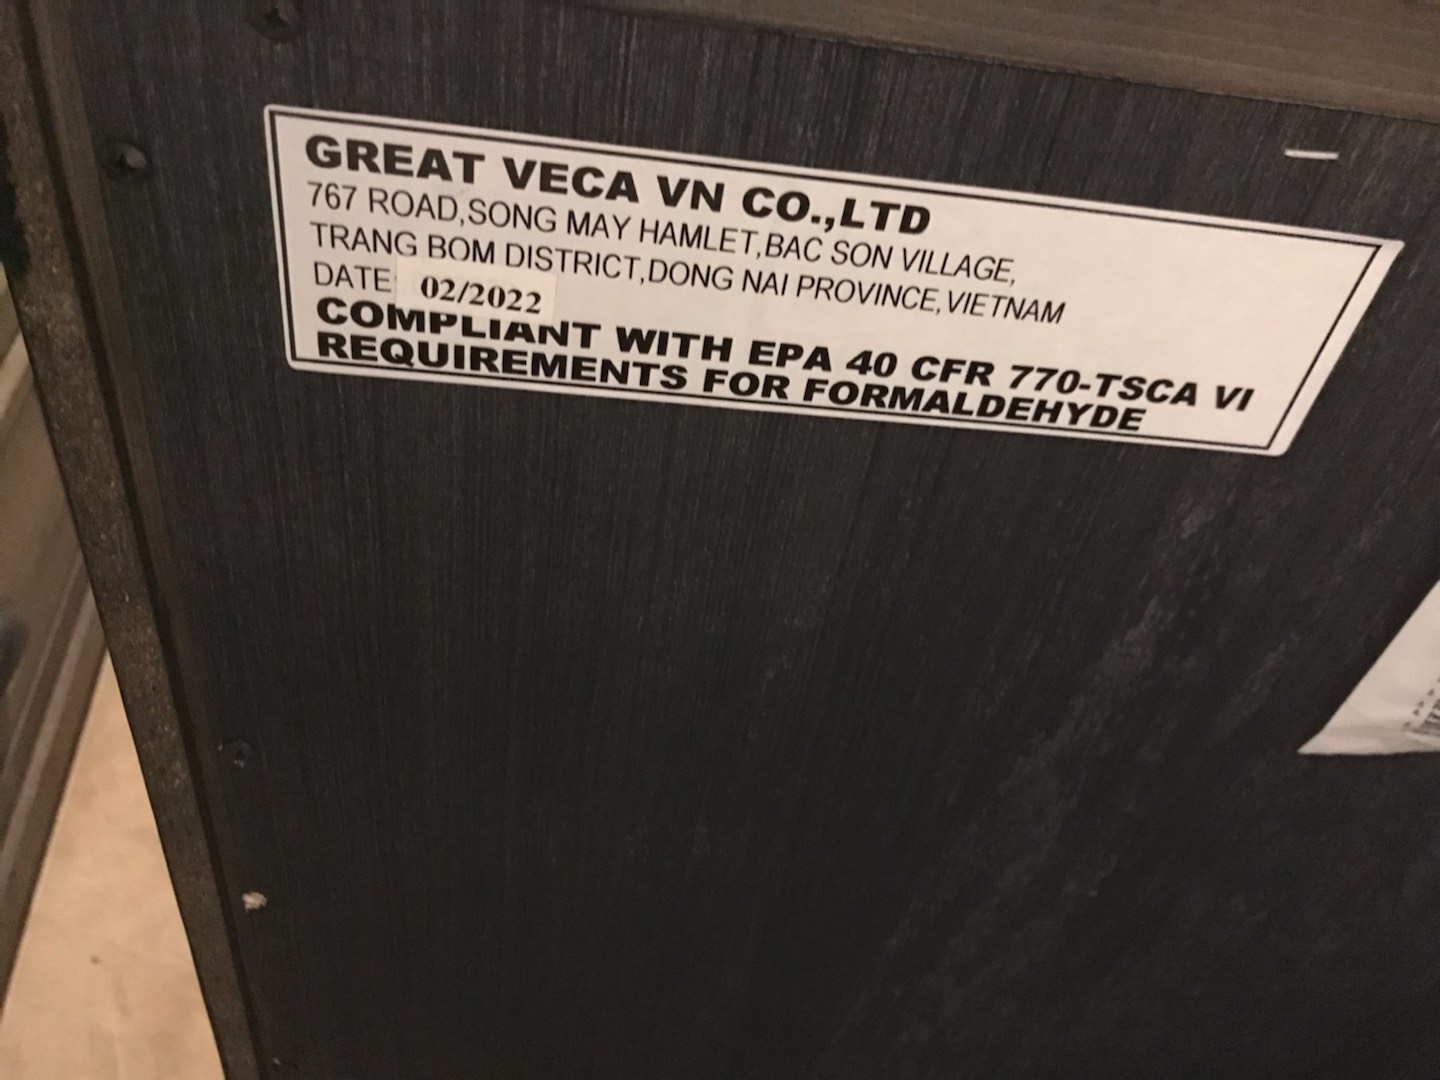 GREAT VECA VN CO.,LTD
767 ROAD,SONG MAY HAMLET,BAC SON VILLAGE,
TRANG BOM DISTRICT,DONG NAI PROVINCE,VIETNAM
DATE 02/2022
COMPLIANT WITH EPA 40 CFR 770-TSCA VI
REQUIREMENTS FOR FORMALDEHYDE